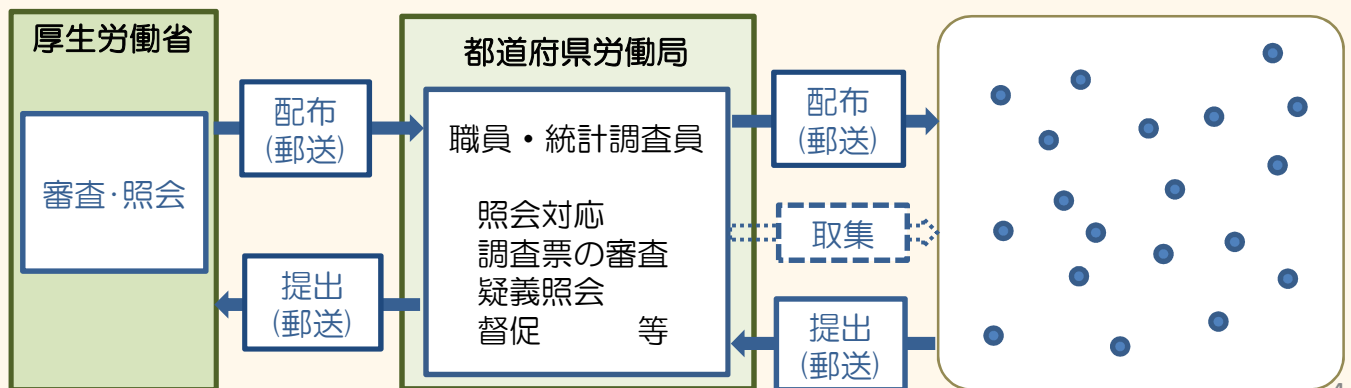 厚生労働省
審査･照会
配布
(郵送)
提出
(郵送)
都道府県労働局
職員・統計調査員
照会対応
調査票の審査
疑義照会
督促　　　等
配布
(郵送)
取集
提出
(郵送)